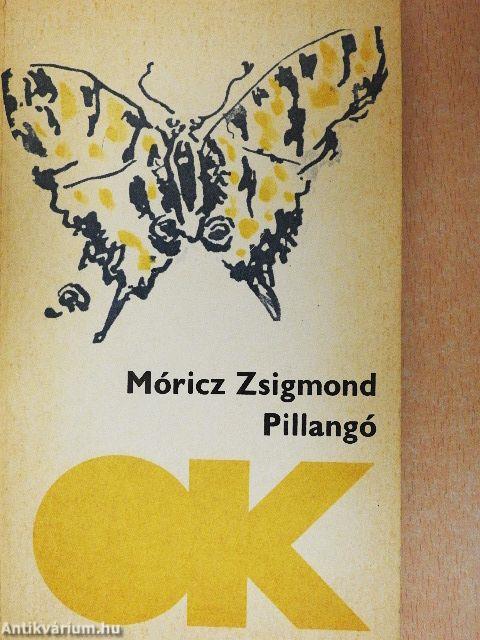 Móricz Zsigmond
Pillangó
OK
Antikvárium.hu